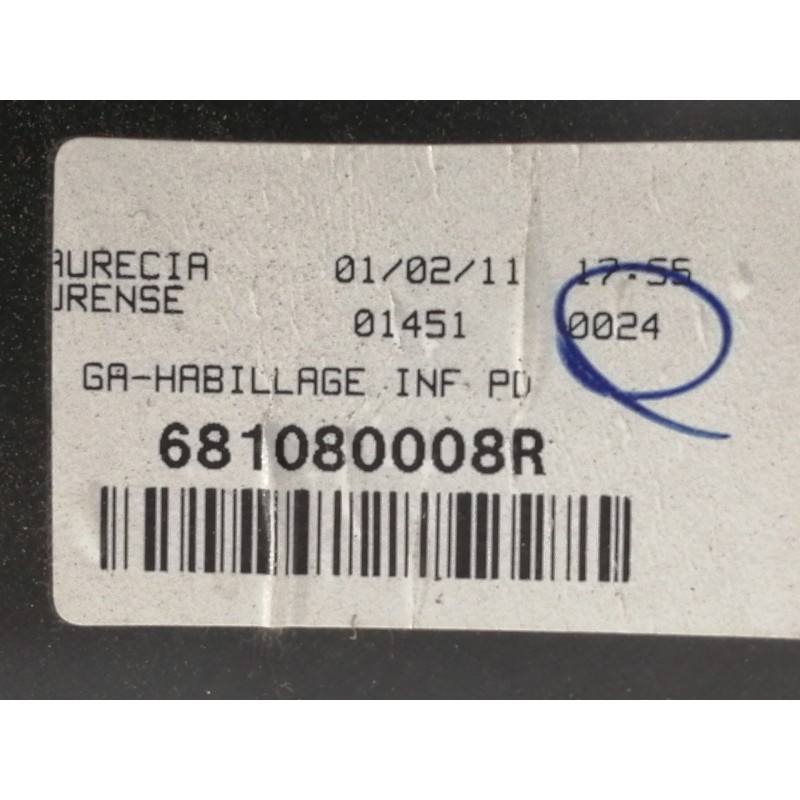 AURECIA 01/02/11 17:55
URENSE
01451 0024
GA-HABILLAGE INF PD
681080008R